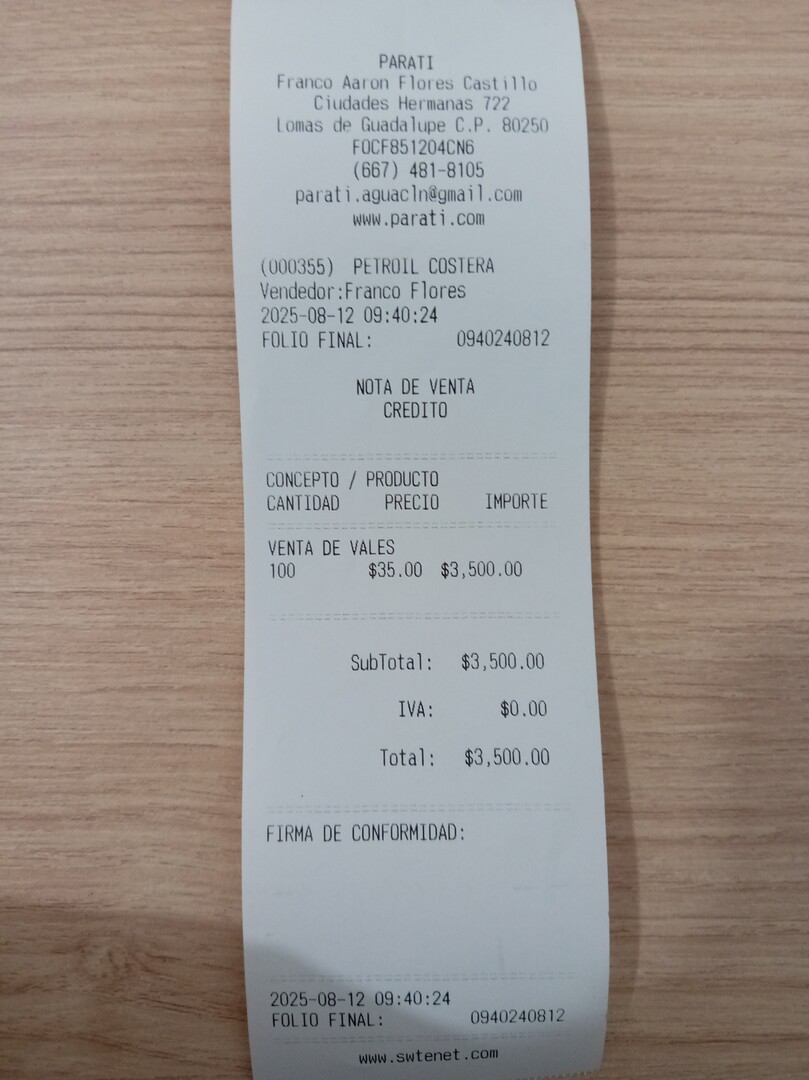 PARATI
Franco Aaron Flores Castillo
Ciudades Hermanas 722
Lomas de Guadalupe C.P. 80250
FOCF851204CN6
(667) 481-8105
parati.aguacln@gmail.com
www.parati.com
(000355) PETROIL COSTERA
Vendedor:Franco Flores
2025-08-12 09:40:24
FOLIO FINAL: 0940240812
NOTA DE VENTA
CREDITO
CONCEPTO / PRODUCTO
CANTIDAD PRECIO IMPORTE
VENTA DE VALES
100 $35.00 $3,500.00
SubTotal: $3,500.00
IVA: $0.00
Total: $3,500.00
FIRMA DE CONFORMIDAD:
2025-08-12 09:40:24
FOLIO FINAL: 0940240812
www.swtenet.com